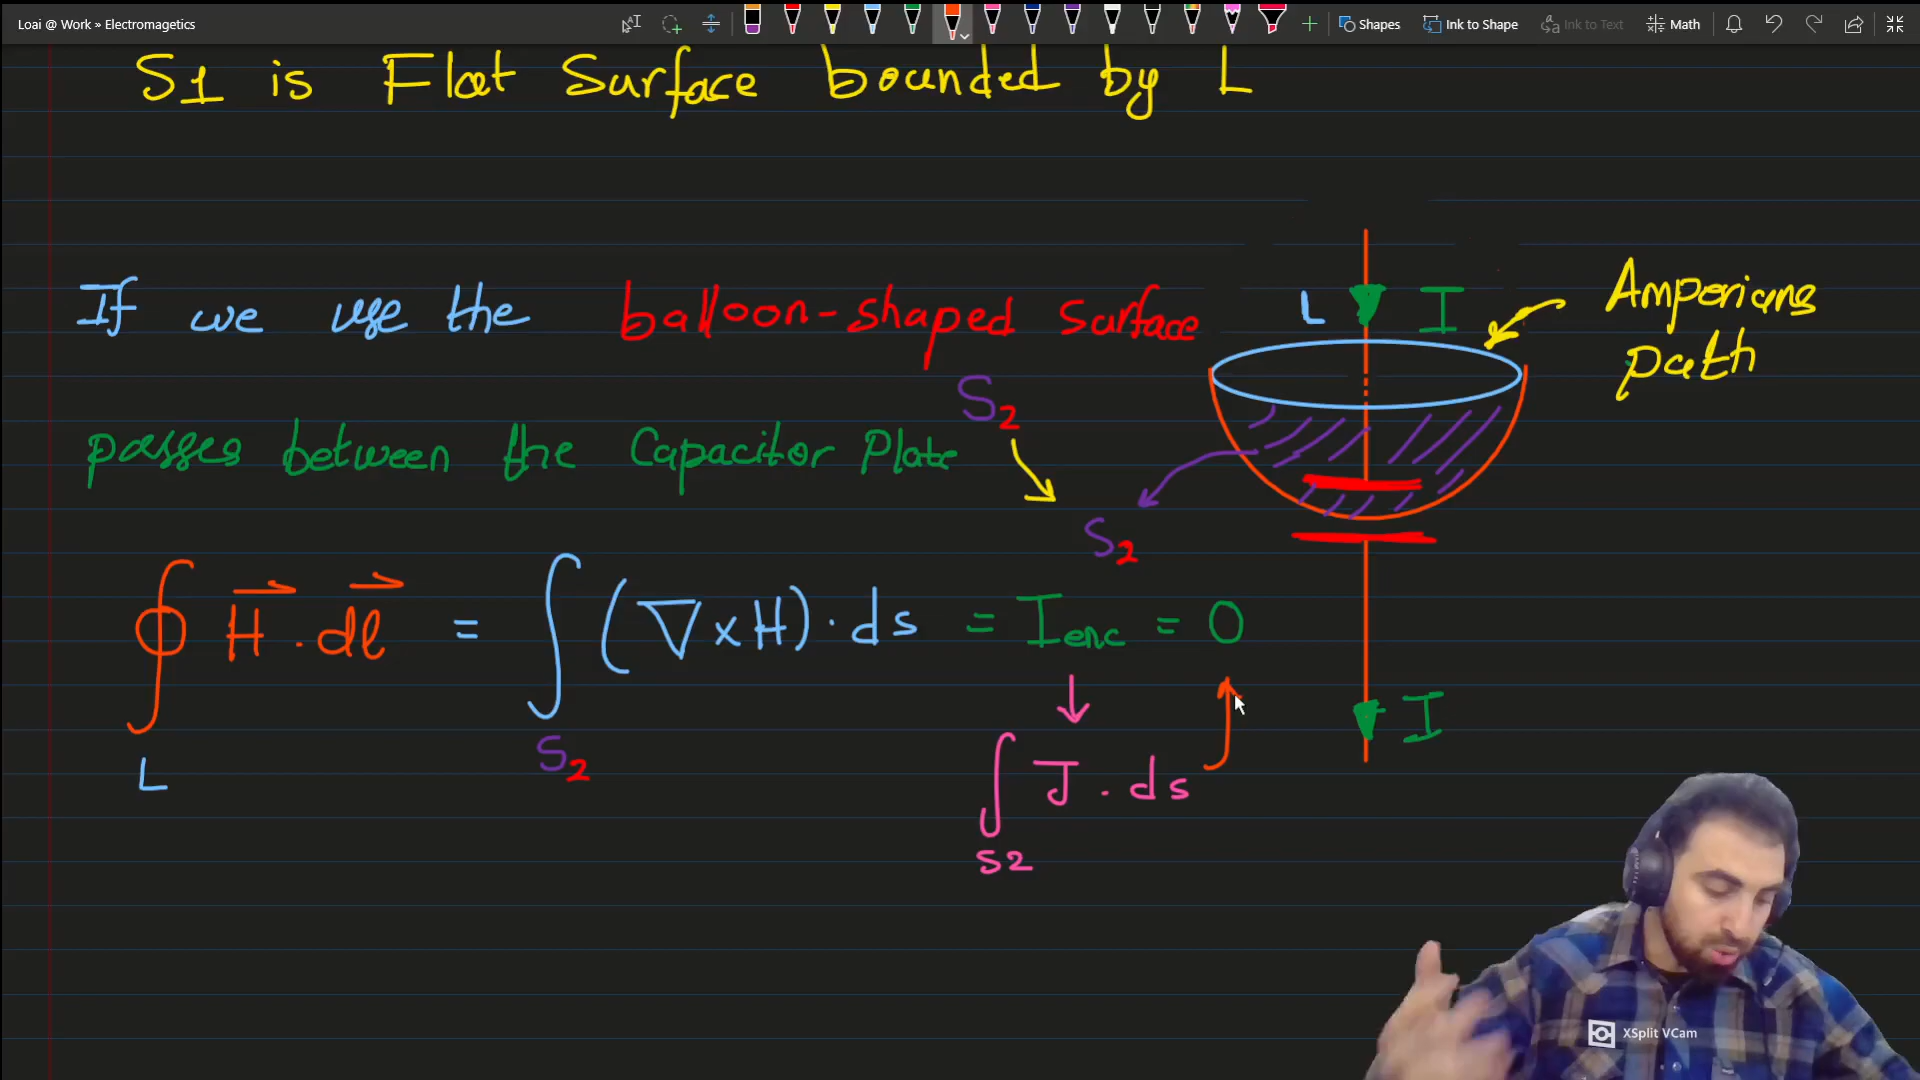 Loai @ Work » Electromagetics
Shapes
Ink to Shape
Ink to Text
Math
S1 is Flat Surface bounded by L
If we use the balloon-shaped surface
S2
passes between the Capacitor Plate
L
I
Amperians
path
S2
∮ H⃗ . dl⃗ = ∫ (∇ x H) · ds = Ienc = 0
L
S2
I
∫ J . ds
S2
XSplit VCam